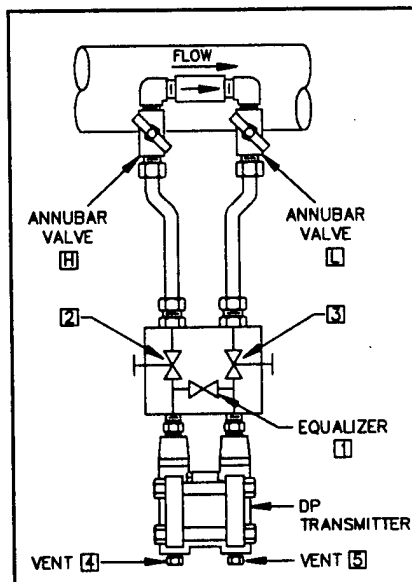 FLOW
ANNUBAR
VALVE
H
ANNUBAR
VALVE
L
2
3
EQUALIZER
1
DP
TRANSMITTER
VENT 4
VENT 5